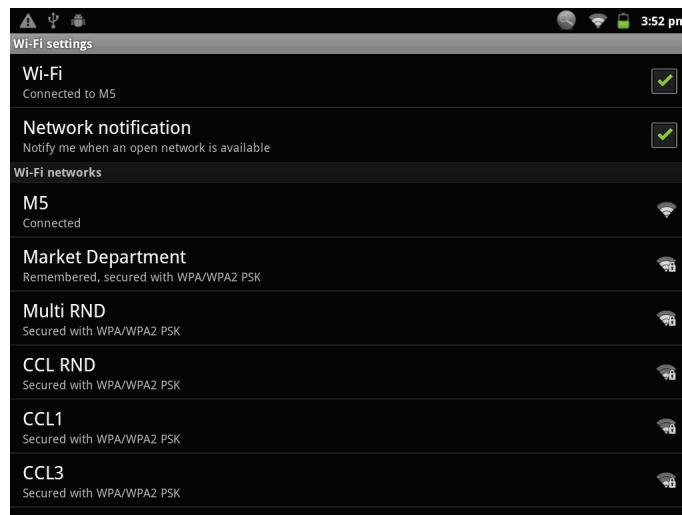 3:52 pm
Wi-Fi settings
Wi-Fi
Connected to M5
Network notification
Notify me when an open network is available
Wi-Fi networks
M5
Connected
Market Department
Remembered, secured with WPA/WPA2 PSK
Multi RND
Secured with WPA/WPA2 PSK
CCL RND
Secured with WPA/WPA2 PSK
CCL1
Secured with WPA/WPA2 PSK
CCL3
Secured with WPA/WPA2 PSK